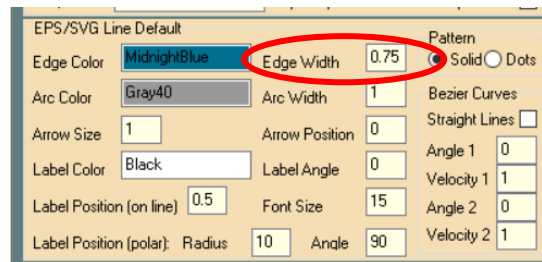 EPS/SVG Line Default
Edge Color MidnightBlue Edge Width 0.75
Pattern
Solid Dots
Arc Color Gray40 Arc Width 1
Bezier Curves
Straight Lines
Arrow Size 1 Arrow Position 0
Angle 1 0
Label Color Black Label Angle 0
Velocity 1 1
Label Position (on line) 0.5 Font Size 15
Angle 2 0
Label Position (polar): Radius 10 Angle 90
Velocity 2 1